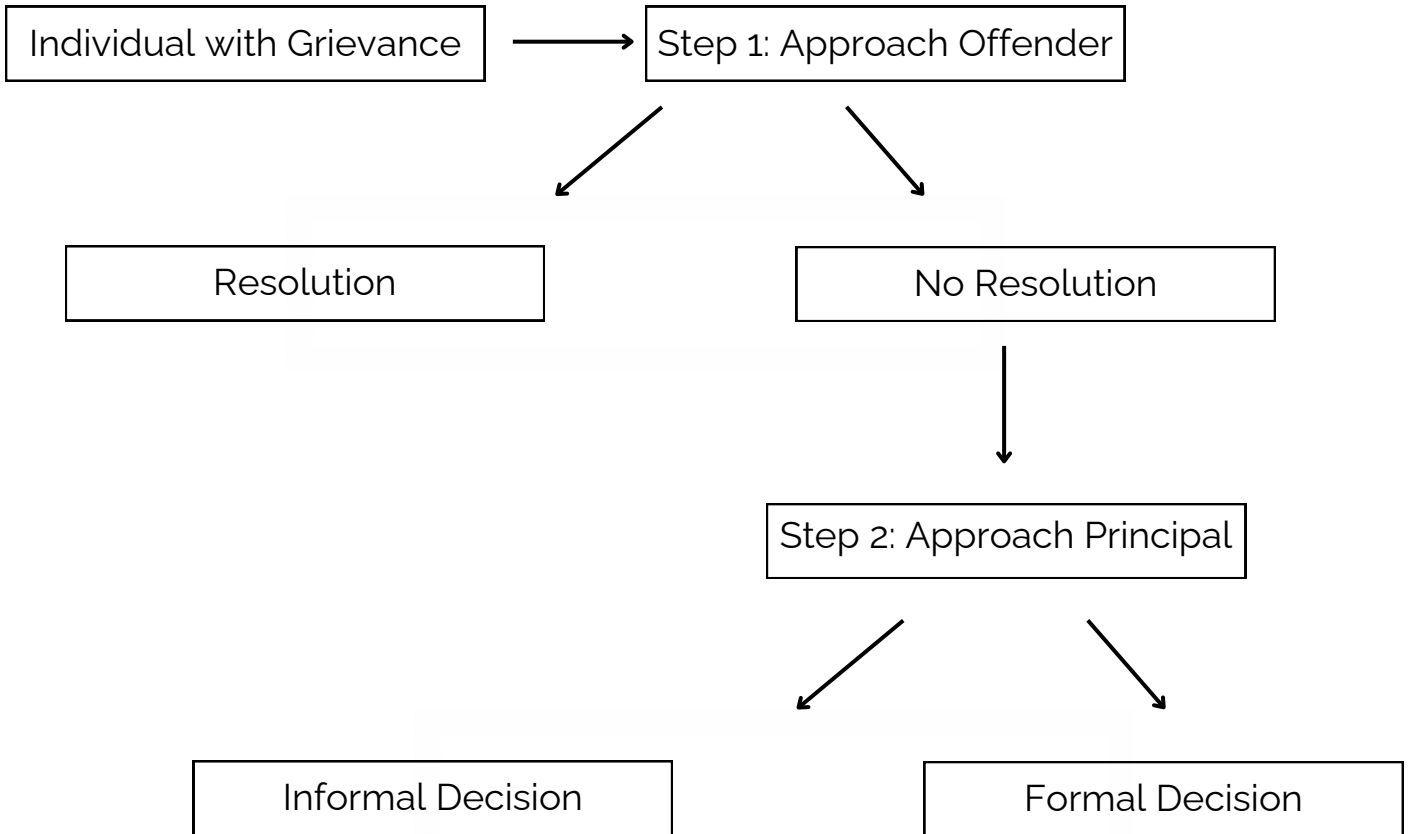 Individual with Grievance
Step 1: Approach Offender
Resolution
No Resolution
Step 2: Approach Principal
Informal Decision
Formal Decision